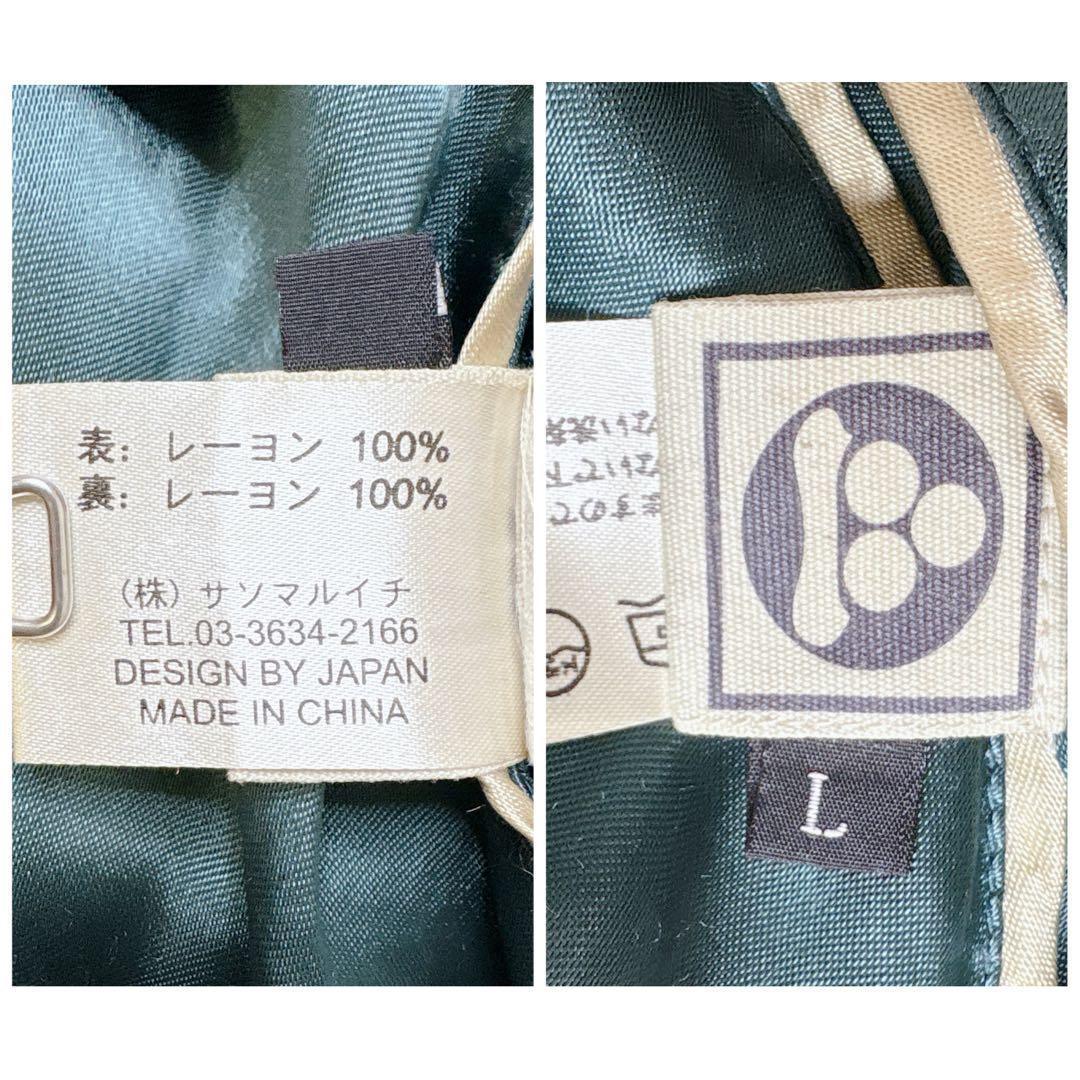 表: レーヨン 100%
裏: レーヨン 100%
(株) サソマルイチ
TEL.03-3634-2166
DESIGN BY JAPAN
MADE IN CHINA
L